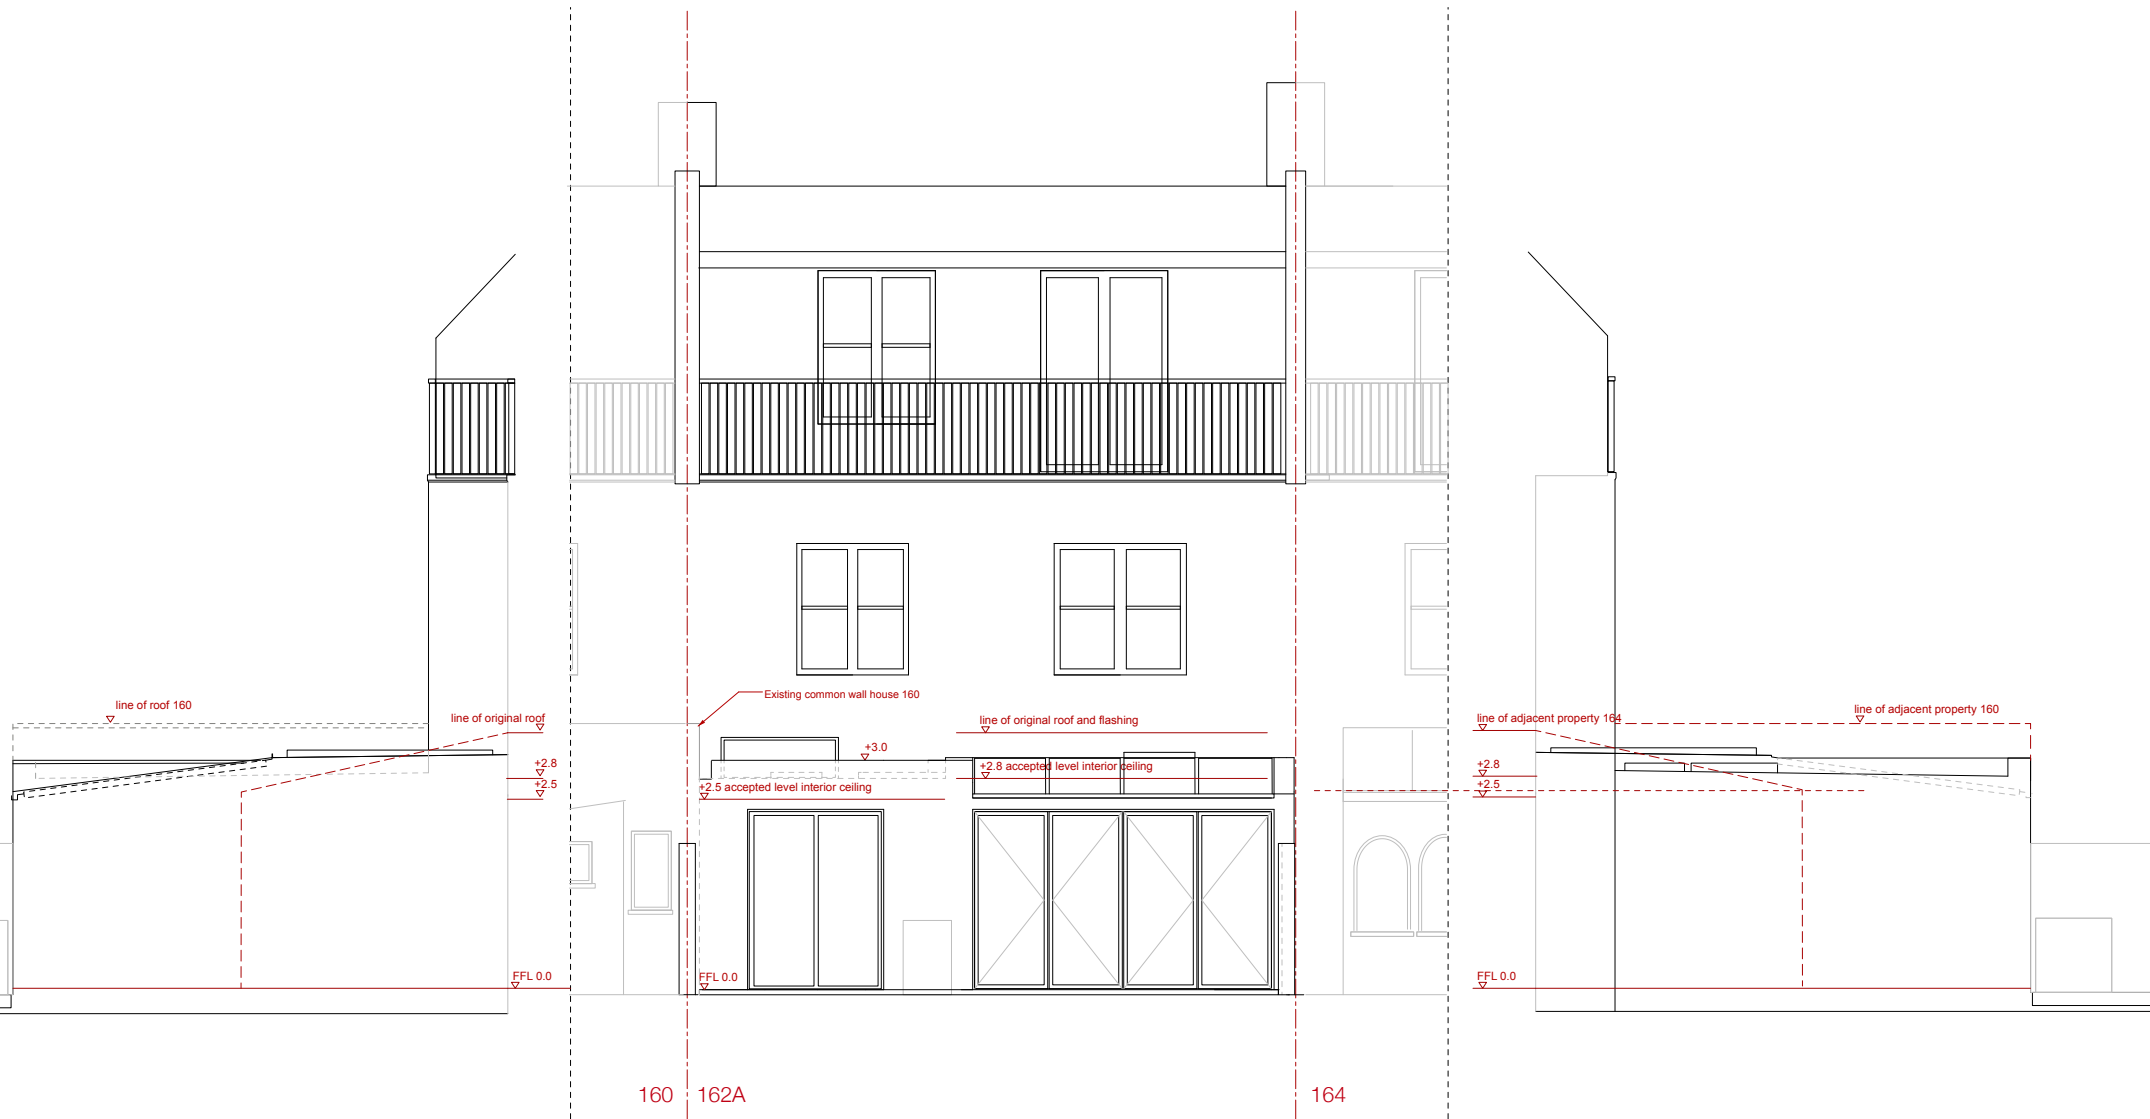 line of roof 160
line of original roof
+2.8
+2.5
FFL 0.0
Existing common wall house 160
line of original roof and flashing
+3.0
+2.8 accepted level interior ceiling
+2.5 accepted level interior ceiling
FFL 0.0
line of adjacent property 164
line of adjacent property 160
+2.8
+2.5
FFL 0.0
160
162A
164